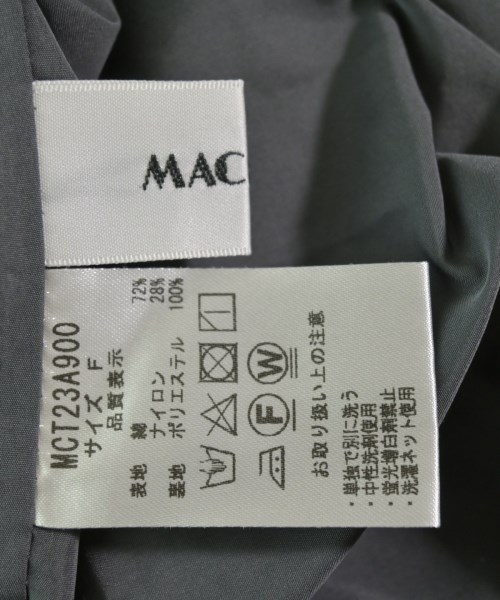 MAC
MCT23A900
サイズ F
品質表示
表地 綿 72%
ナイロン 28%
裏地 ポリエステル 100%
F W
お取り扱い上の注意
・単独で別に洗う
・中性洗剤使用
・蛍光増白剤禁止
・洗濯ネット使用